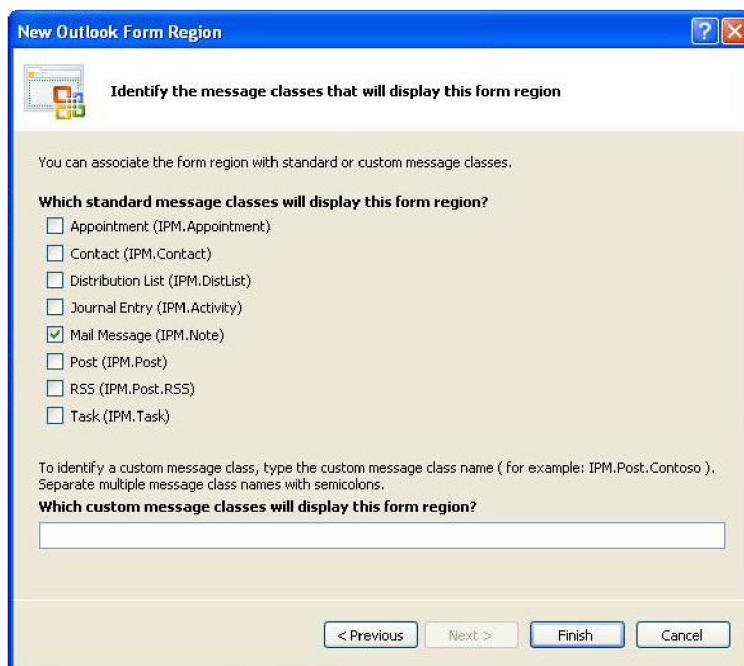 New Outlook Form Region
Identify the message classes that will display this form region
You can associate the form region with standard or custom message classes.
Which standard message classes will display this form region?
Appointment (IPM.Appointment)
Contact (IPM.Contact)
Distribution List (IPM.DistList)
Journal Entry (IPM.Activity)
Mail Message (IPM.Note)
Post (IPM.Post)
RSS (IPM.Post.RSS)
Task (IPM.Task)
To identify a custom message class, type the custom message class name ( for example: IPM.Post.Contoso ).
Separate multiple message class names with semicolons.
Which custom message classes will display this form region?
< Previous Next > Finish Cancel